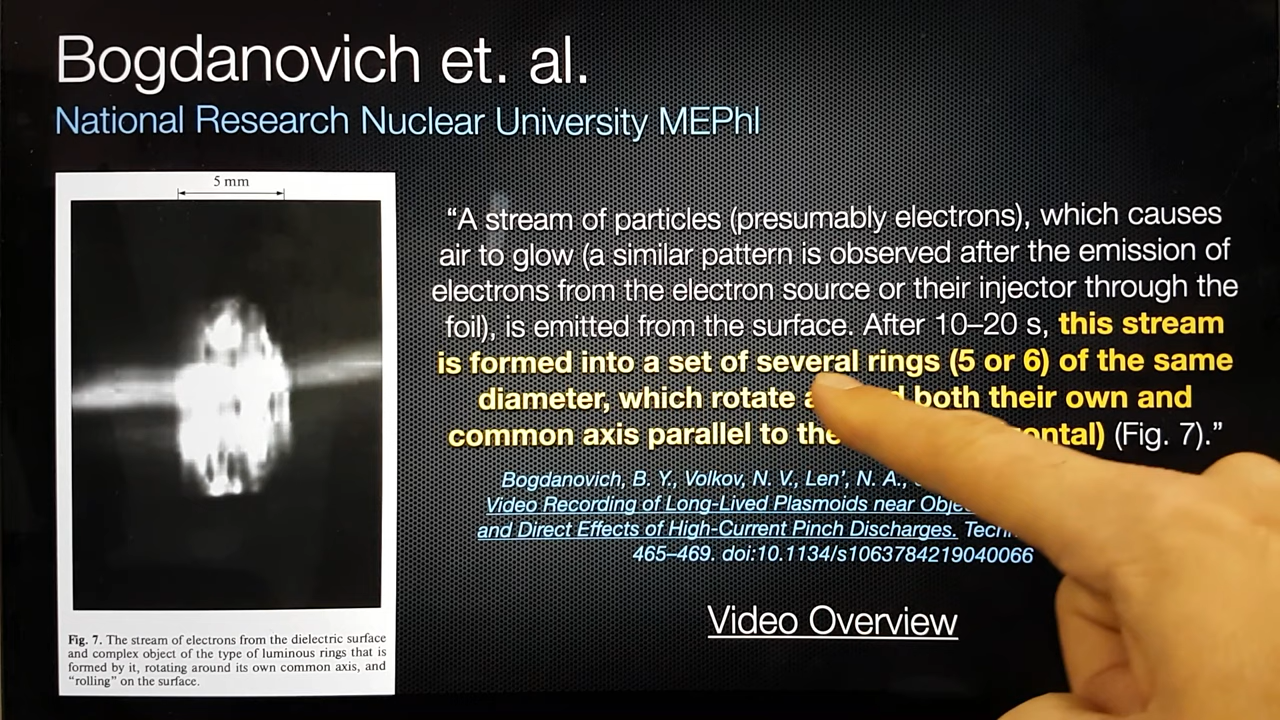 Bogdanovich et. al.
National Research Nuclear University MEPhI
5 mm
Fig. 7. The stream of electrons from the dielectric surface
and complex object of the type of luminous rings that is
formed by it, rotating around its own common axis, and
“rolling” on the surface.
“A stream of particles (presumably electrons), which causes
air to glow (a similar pattern is observed after the emission of
electrons from the electron source or their injector through the
foil), is emitted from the surface. After 10–20 s, this stream
is formed into a set of several rings (5 or 6) of the same
diameter, which rotate both their own and
common axis parallel to the (Fig. 7).”
Bogdanovich, B. Y., Volkov, N. V., Len’, N. A.,
Video Recording of Long-Lived Plasmoids near
and Direct Effects of High-Current Pinch Discharges.
465–469. doi:10.1134/s1063784219040066
Video Overview